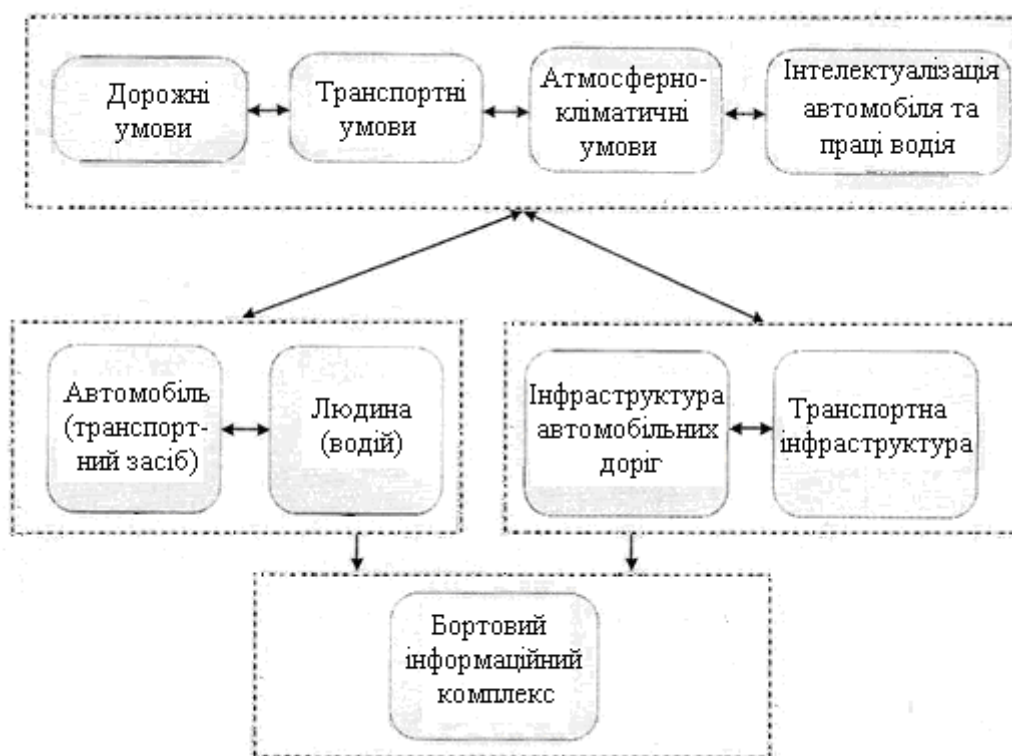 Дорожні
умови
Транспортні
умови
Атмосферно-
кліматичні
умови
Інтелектуалізація
автомобіля та
праці водія
Автомобіль
(транспорт-
ний засіб)
Людина
(водій)
Інфраструктура
автомобільних
доріг
Транспортна
інфраструктура
Бортовий
інформаційний
комплекс